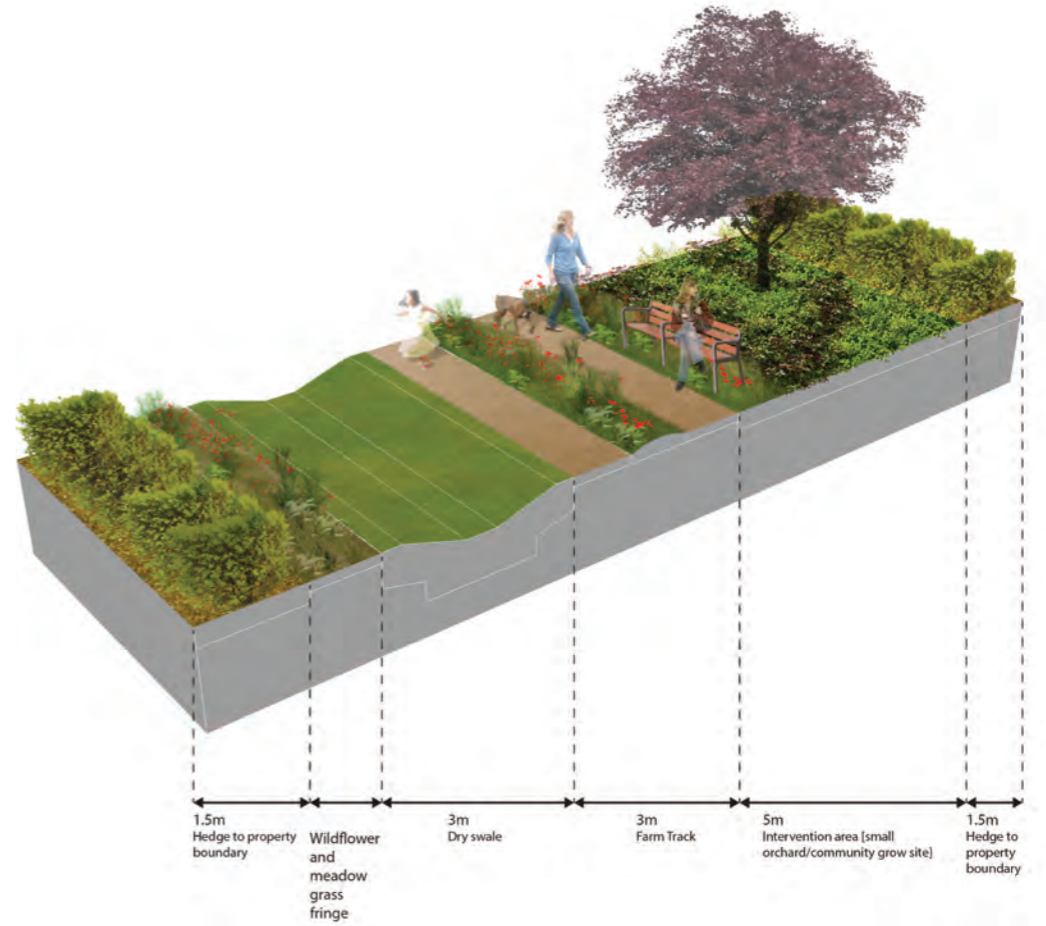 1.5m
Hedge to property
boundary
Wildflower
and
meadow
grass
fringe
3m
Dry swale
3m
Farm Track
5m
Intervention area [small
orchard/community grow site]
1.5m
Hedge to
property
boundary